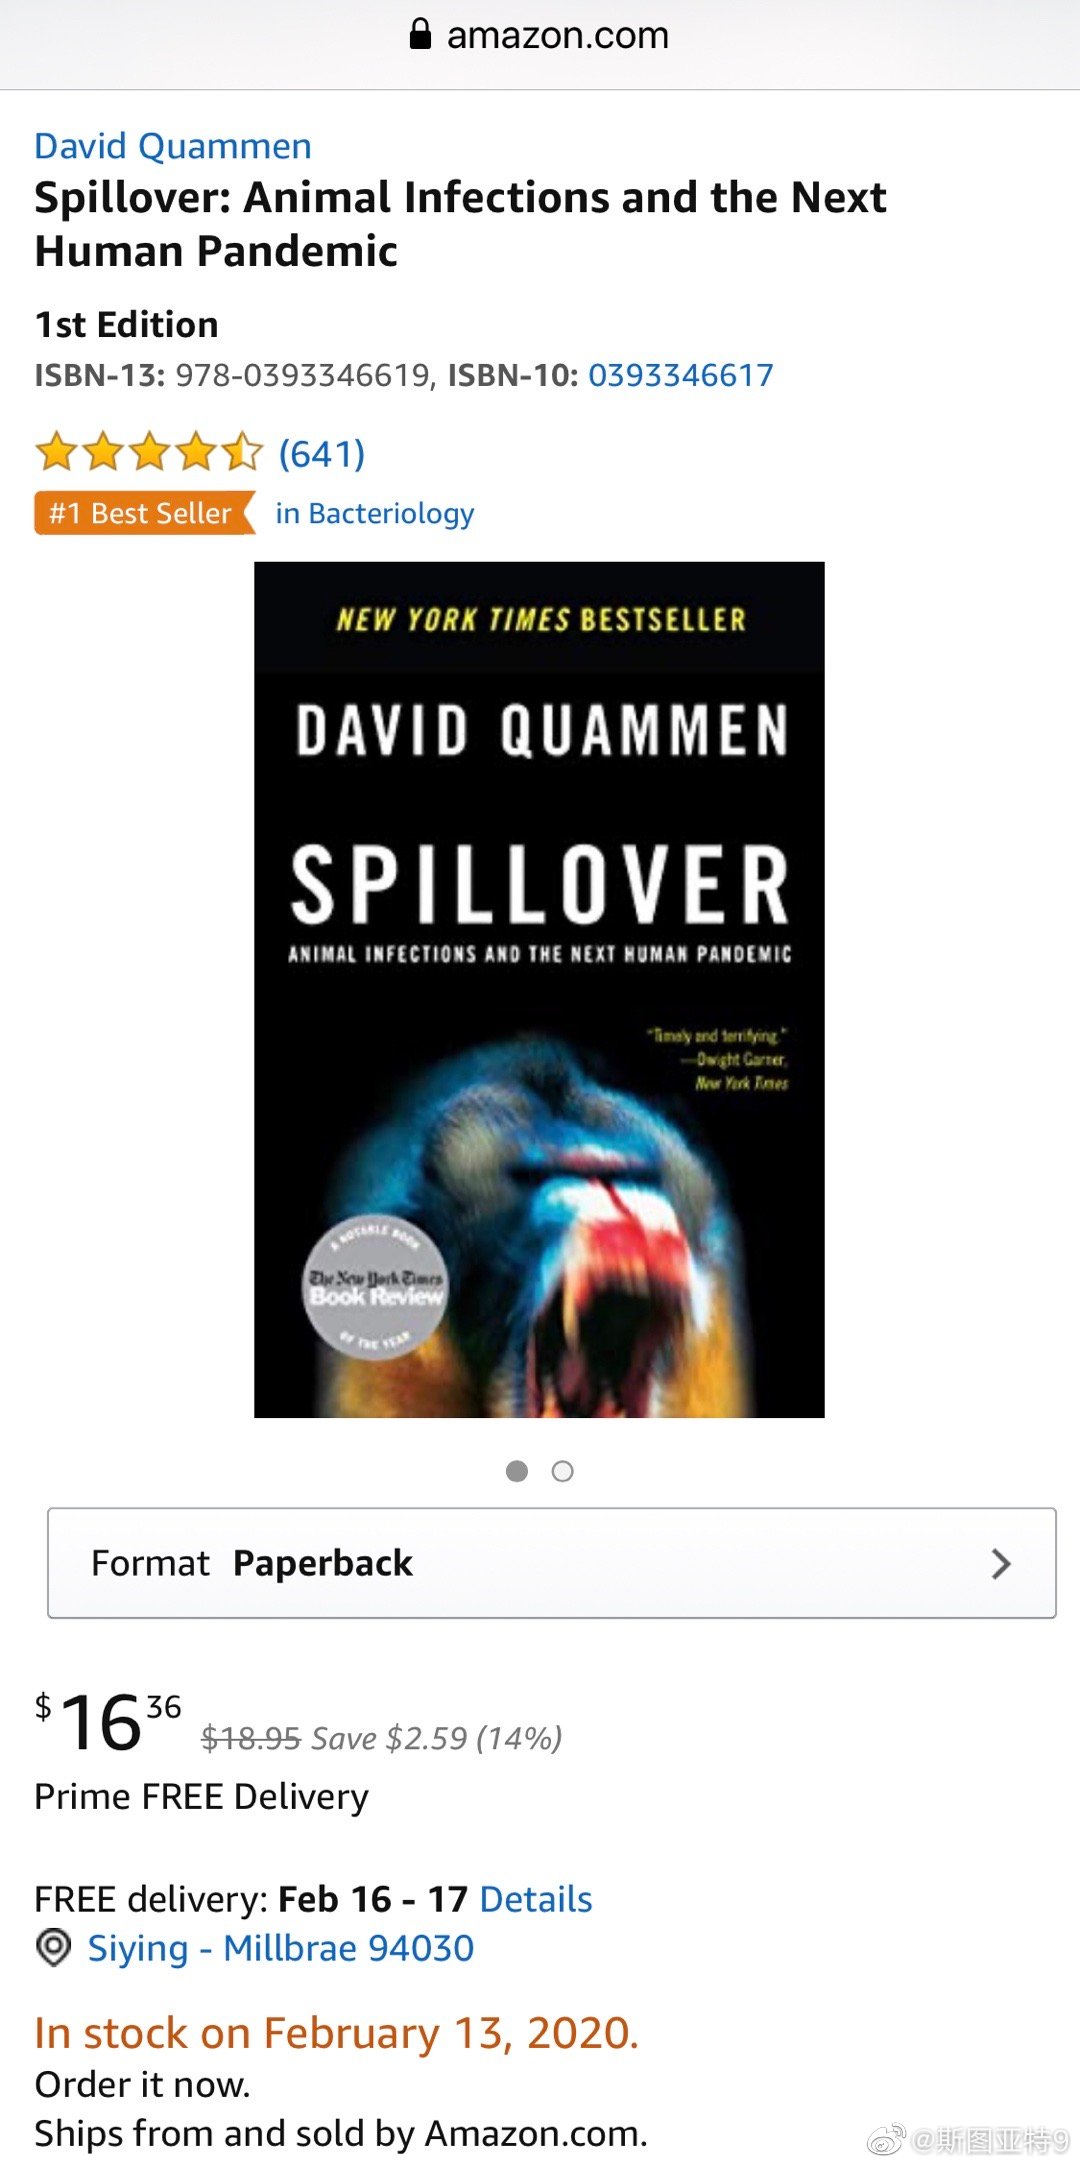 amazon.com
David Quammen
Spillover: Animal Infections and the Next
Human Pandemic
1st Edition
ISBN-13: 978-0393346619, ISBN-10: 0393346617
(641)
#1 Best Seller in Bacteriology
NEW YORK TIMES BESTSELLER
DAVID QUAMMEN
SPILLOVER
ANIMAL INFECTIONS AND THE NEXT HUMAN PANDEMIC
"Timely and terrifying."
—Dwight Garner,
New York Times
A NOTABLE BOOK
The New York Times
Book Review
OF THE YEAR
Format Paperback
$16 36 $18.95 Save $2.59 (14%)
Prime FREE Delivery
FREE delivery: Feb 16 - 17 Details
Siying - Millbrae 94030
In stock on February 13, 2020.
Order it now.
Ships from and sold by Amazon.com.
@斯图亚特9